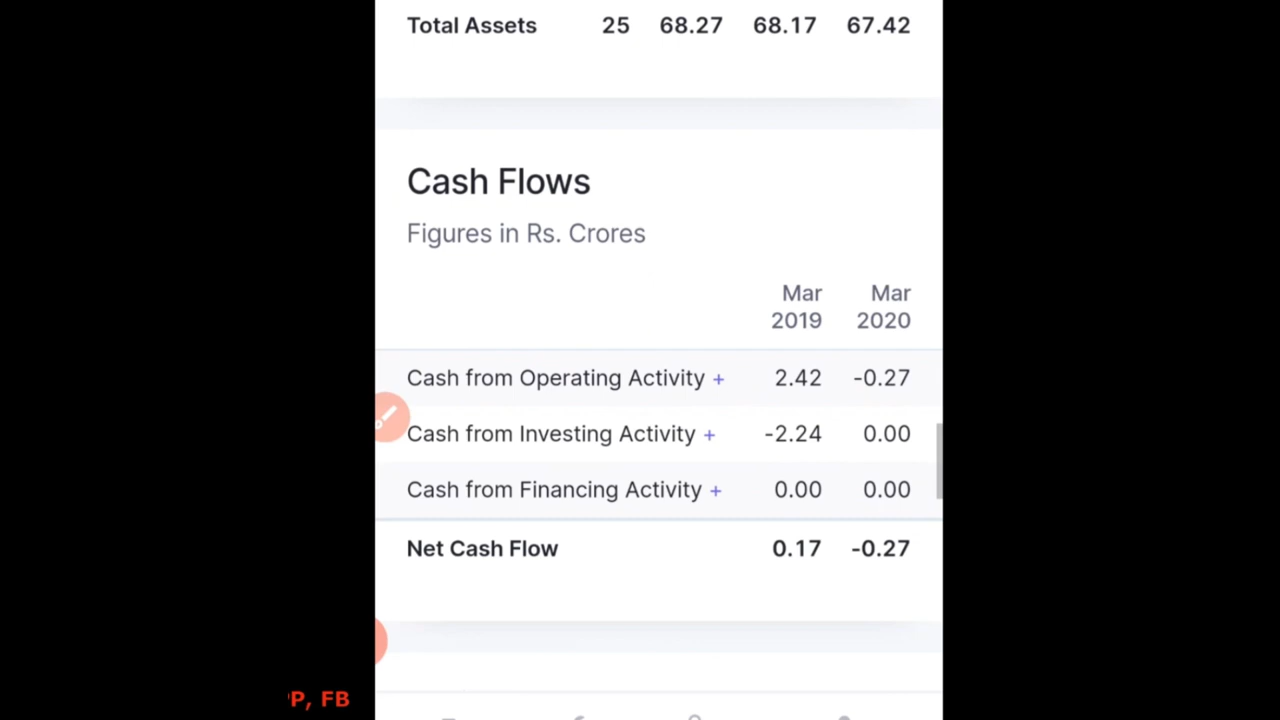 Total Assets 25 68.27 68.17 67.42
Cash Flows
Figures in Rs. Crores
Mar 2019 Mar 2020
Cash from Operating Activity + 2.42 -0.27
Cash from Investing Activity + -2.24 0.00
Cash from Financing Activity + 0.00 0.00
Net Cash Flow 0.17 -0.27
P, FB